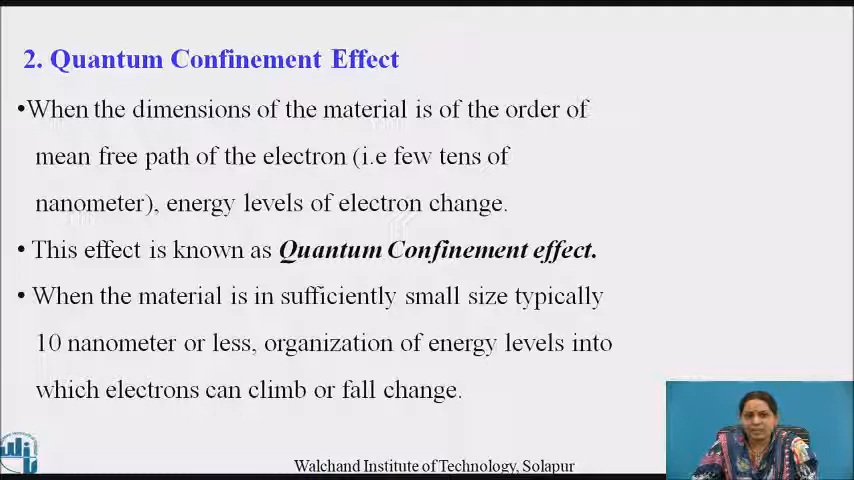 2. Quantum Confinement Effect
•When the dimensions of the material is of the order of
mean free path of the electron (i.e few tens of
nanometer), energy levels of electron change.
• This effect is known as Quantum Confinement effect.
• When the material is in sufficiently small size typically
10 nanometer or less, organization of energy levels into
which electrons can climb or fall change.
Walchand Institute of Technology, Solapur